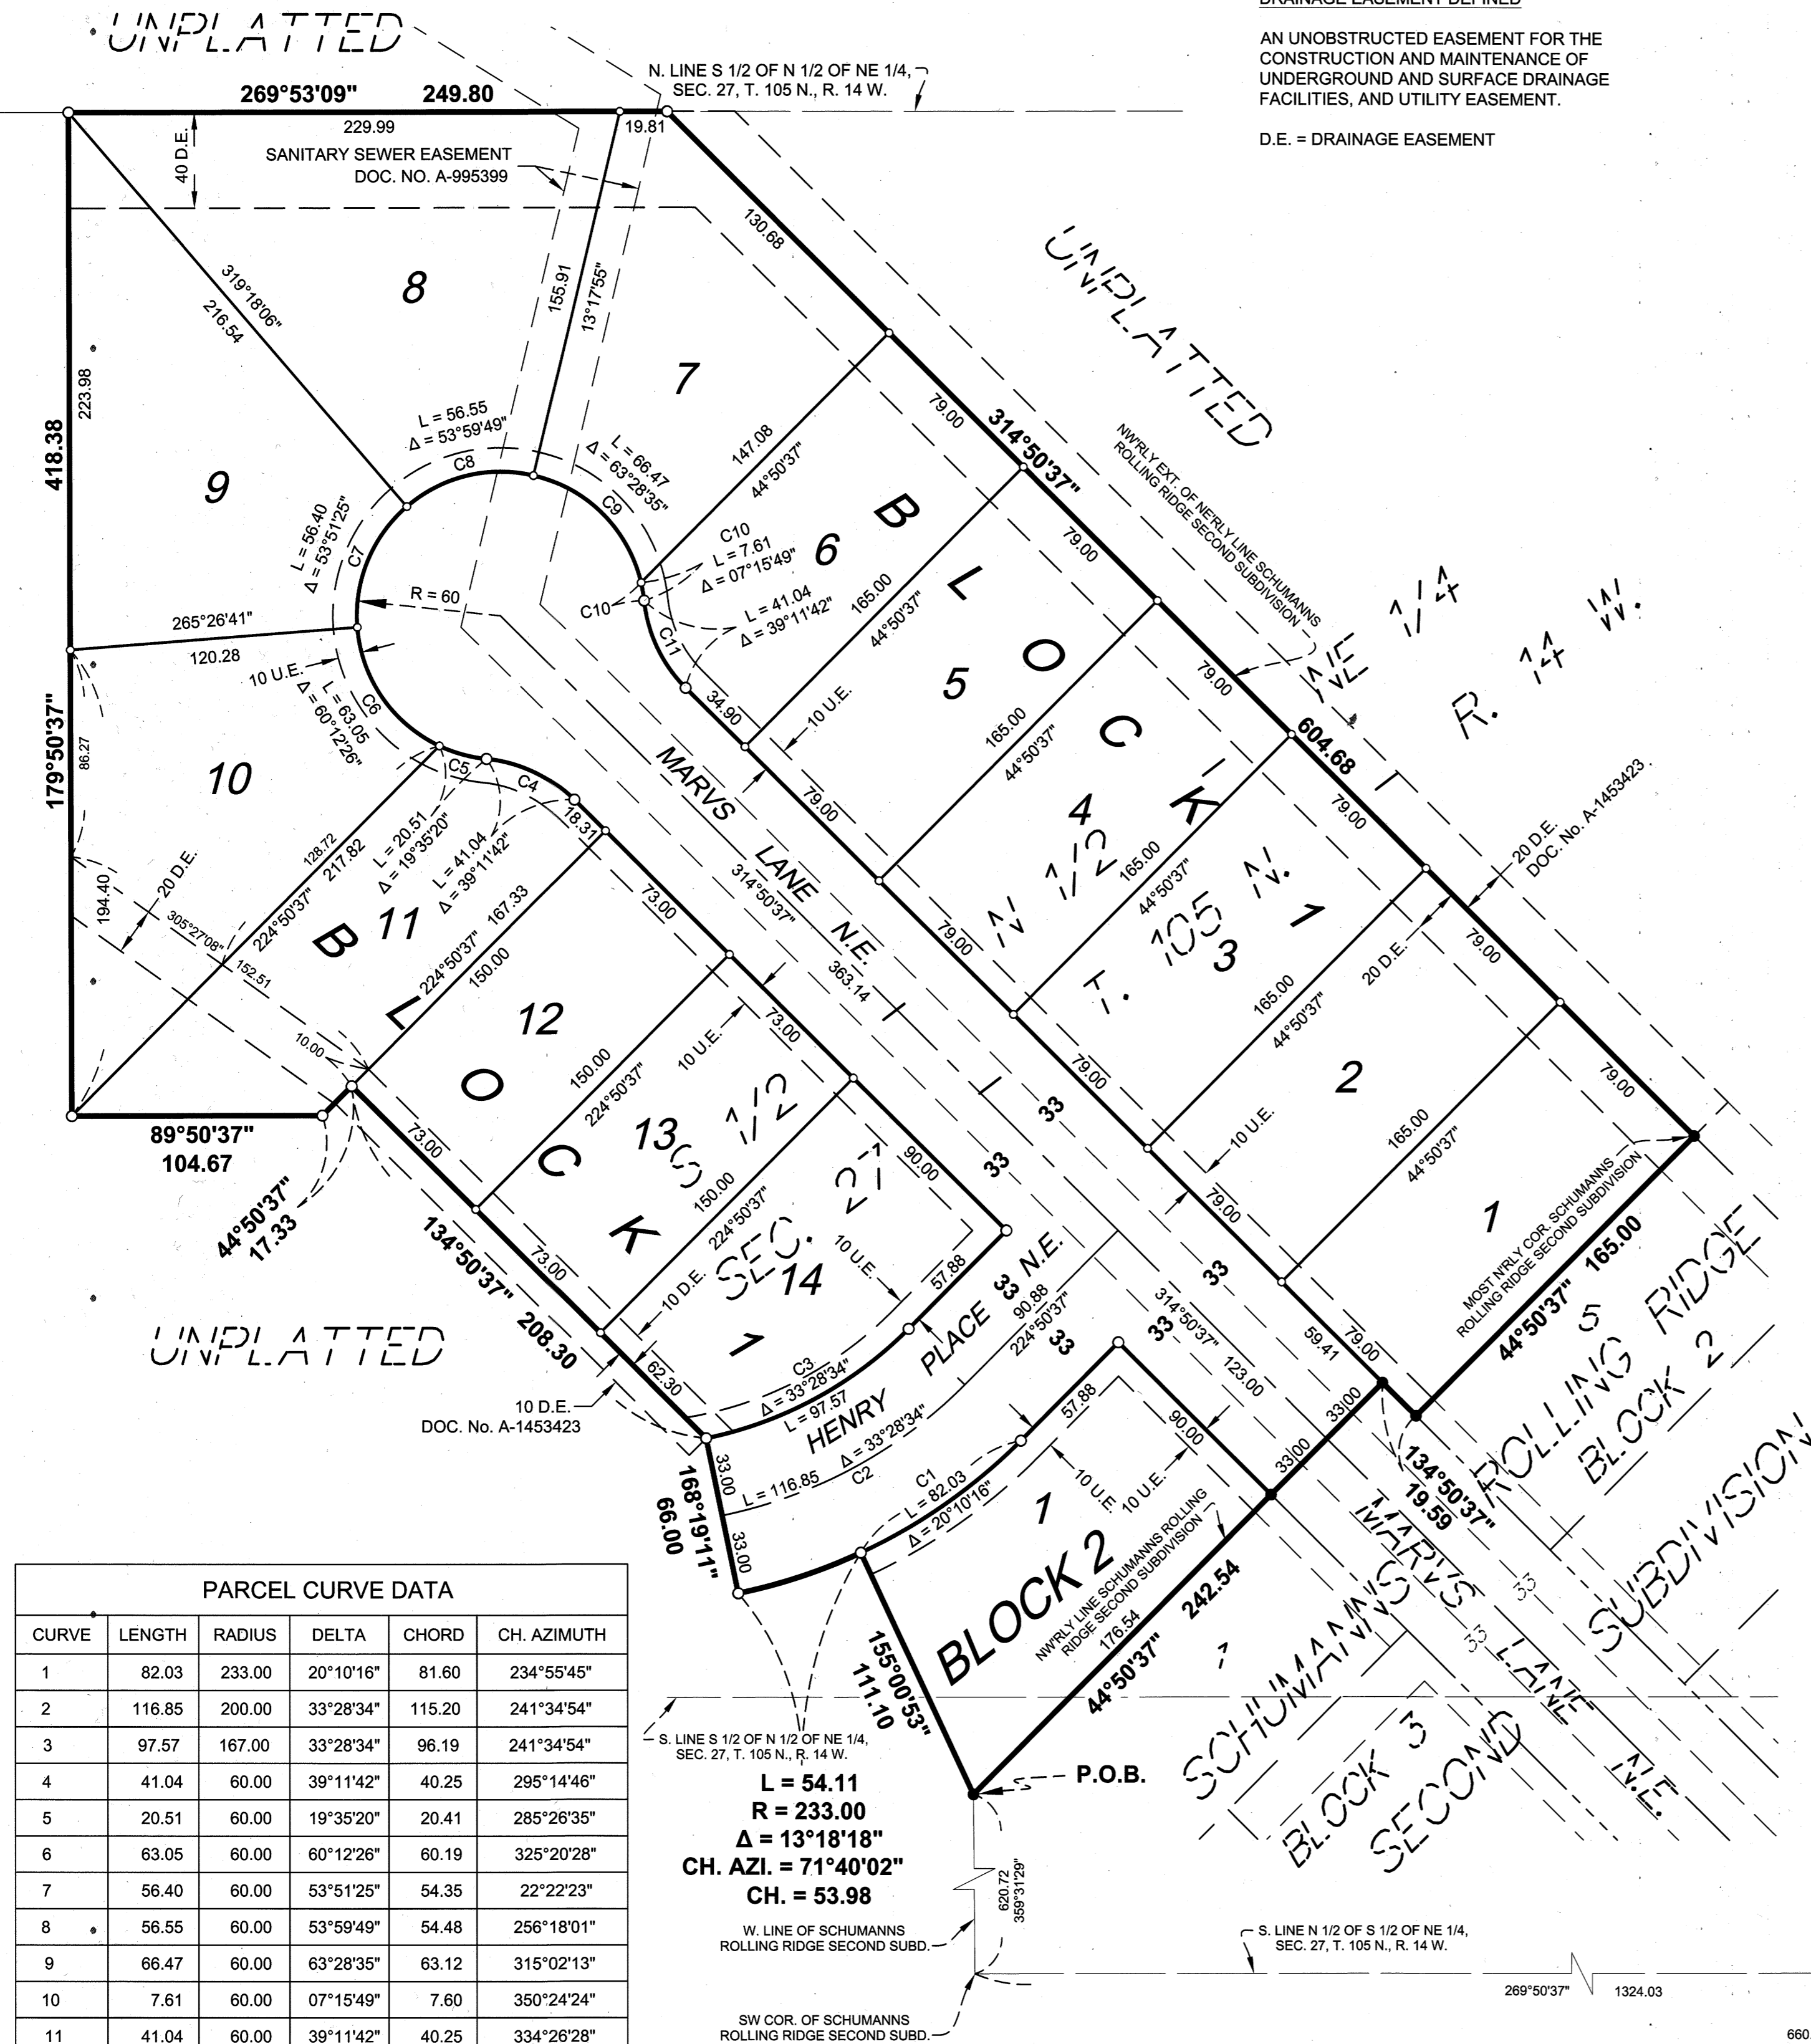 DRAINAGE EASEMENT DEFINED
AN UNOBSTRUCTED EASEMENT FOR THE
CONSTRUCTION AND MAINTENANCE OF
UNDERGROUND AND SURFACE DRAINAGE
FACILITIES, AND UTILITY EASEMENT.
D.E. = DRAINAGE EASEMENT
UNPLATTED
N. LINE S 1/2 OF N 1/2 OF NE 1/4,
SEC. 27, T. 105 N., R. 14 W.
269°53'09" 249.80
229.99
19.81
40 D.E.
SANITARY SEWER EASEMENT
DOC. NO. A-995399
130.68
UNPLATTED
8
319°18'06"
216.54
155.91
13°17'55"
7
223.98
418.38
9
L = 56.55
Δ = 53°59'49"
C8
L = 66.47
Δ = 63°28'35"
C9
147.08
44°50'37"
79.00
314°50'37"
NW'RLY EXT. OF NE'RLY LINE SCHUMANNS
ROLLING RIDGE SECOND SUBDIVISION
L = 56.40
Δ = 53°51'25"
C7
R = 60
C10
L = 7.61
Δ = 07°15'49"
C10
L = 41.04
Δ = 39°11'42"
C11
6
165.00
44°50'37"
79.00
BLOCK 1
NE 1/4
R. 14 W.
265°26'41"
120.28
10 U.E.
L = 63.05
Δ = 60°12'26"
C6
34.90
10 U.E.
5
165.00
44°50'37"
79.00
604.68
179°50'37"
86.27
10
C5
C4
18.31
L = 20.51
Δ = 19°35'20"
L = 41.04
Δ = 39°11'42"
MARVS LANE N.E.
314°50'37"
363.14
79.00
4
N 1/2
165.00
44°50'37"
79.00
20 D.E.
DOC. No. A-1453423
194.40
20 D.E.
305°27'08"
152.51
128.72
224°50'37" 217.82
11
224°50'37" 167.33
150.00
73.00
79.00
T. 105 N.
3
165.00
44°50'37"
20 D.E.
79.00
BLOCK 1
12
10.00
150.00
224°50'37"
10 U.E.
73.00
79.00
33
2
10 U.E.
165.00
44°50'37"
79.00
89°50'37"
104.67
44°50'37"
17.33
73.00
13
S 1/2
150.00
224°50'37"
90.00
33
79.00
1
MOST N'RLY COR. SCHUMANNS
ROLLING RIDGE SECOND SUBDIVISION
44°50'37" 165.00
134°50'37" 208.30
73.00
SEC. 27
10 D.E.
14
10 U.E.
57.88
33
33
UNPLATTED
62.30
10 D.E.
DOC. No. A-1453423
C3
Δ = 33°28'34"
L = 97.57
HENRY PLACE N.E.
90.88
224°50'37"
33
33
314°50'37"
123.00
59.41
79.00
33.00
33.00
Δ = 33°28'34"
L = 116.85
C2
33.00
33.00
168°19'11"
66.00
C1
L = 82.03
Δ = 20°10'16"
57.88
90.00
10 U.E.
10 U.E.
1
BLOCK 2
NW'RLY LINE SCHUMANNS ROLLING
RIDGE SECOND SUBDIVISION
176.54
44°50'37" 242.54
155°00'53"
111.10
134°50'37"
19.59
5
BLOCK 2
SCHUMANNS ROLLING RIDGE
SECOND SUBDIVISION
MARVS LANE N.E.
33
33
1
BLOCK 3
S. LINE S 1/2 OF N 1/2 OF NE 1/4,
SEC. 27, T. 105 N., R. 14 W.
L = 54.11
R = 233.00
Δ = 13°18'18"
CH. AZI. = 71°40'02"
CH. = 53.98
P.O.B.
W. LINE OF SCHUMANNS
ROLLING RIDGE SECOND SUBD.
620.72
359°31'29"
S. LINE N 1/2 OF S 1/2 OF NE 1/4,
SEC. 27, T. 105 N., R. 14 W.
269°50'37" 1324.03
SW COR. OF SCHUMANNS
ROLLING RIDGE SECOND SUBD.
660.
PARCEL CURVE DATA
CURVE LENGTH RADIUS DELTA CHORD CH. AZIMUTH
1 82.03 233.00 20°10'16" 81.60 234°55'45"
2 116.85 200.00 33°28'34" 115.20 241°34'54"
3 97.57 167.00 33°28'34" 96.19 241°34'54"
4 41.04 60.00 39°11'42" 40.25 295°14'46"
5 20.51 60.00 19°35'20" 20.41 285°26'35"
6 63.05 60.00 60°12'26" 60.19 325°20'28"
7 56.40 60.00 53°51'25" 54.35 22°22'23"
8 56.55 60.00 53°59'49" 54.48 256°18'01"
9 66.47 60.00 63°28'35" 63.12 315°02'13"
10 7.61 60.00 07°15'49" 7.60 350°24'24"
11 41.04 60.00 39°11'42" 40.25 334°26'28"